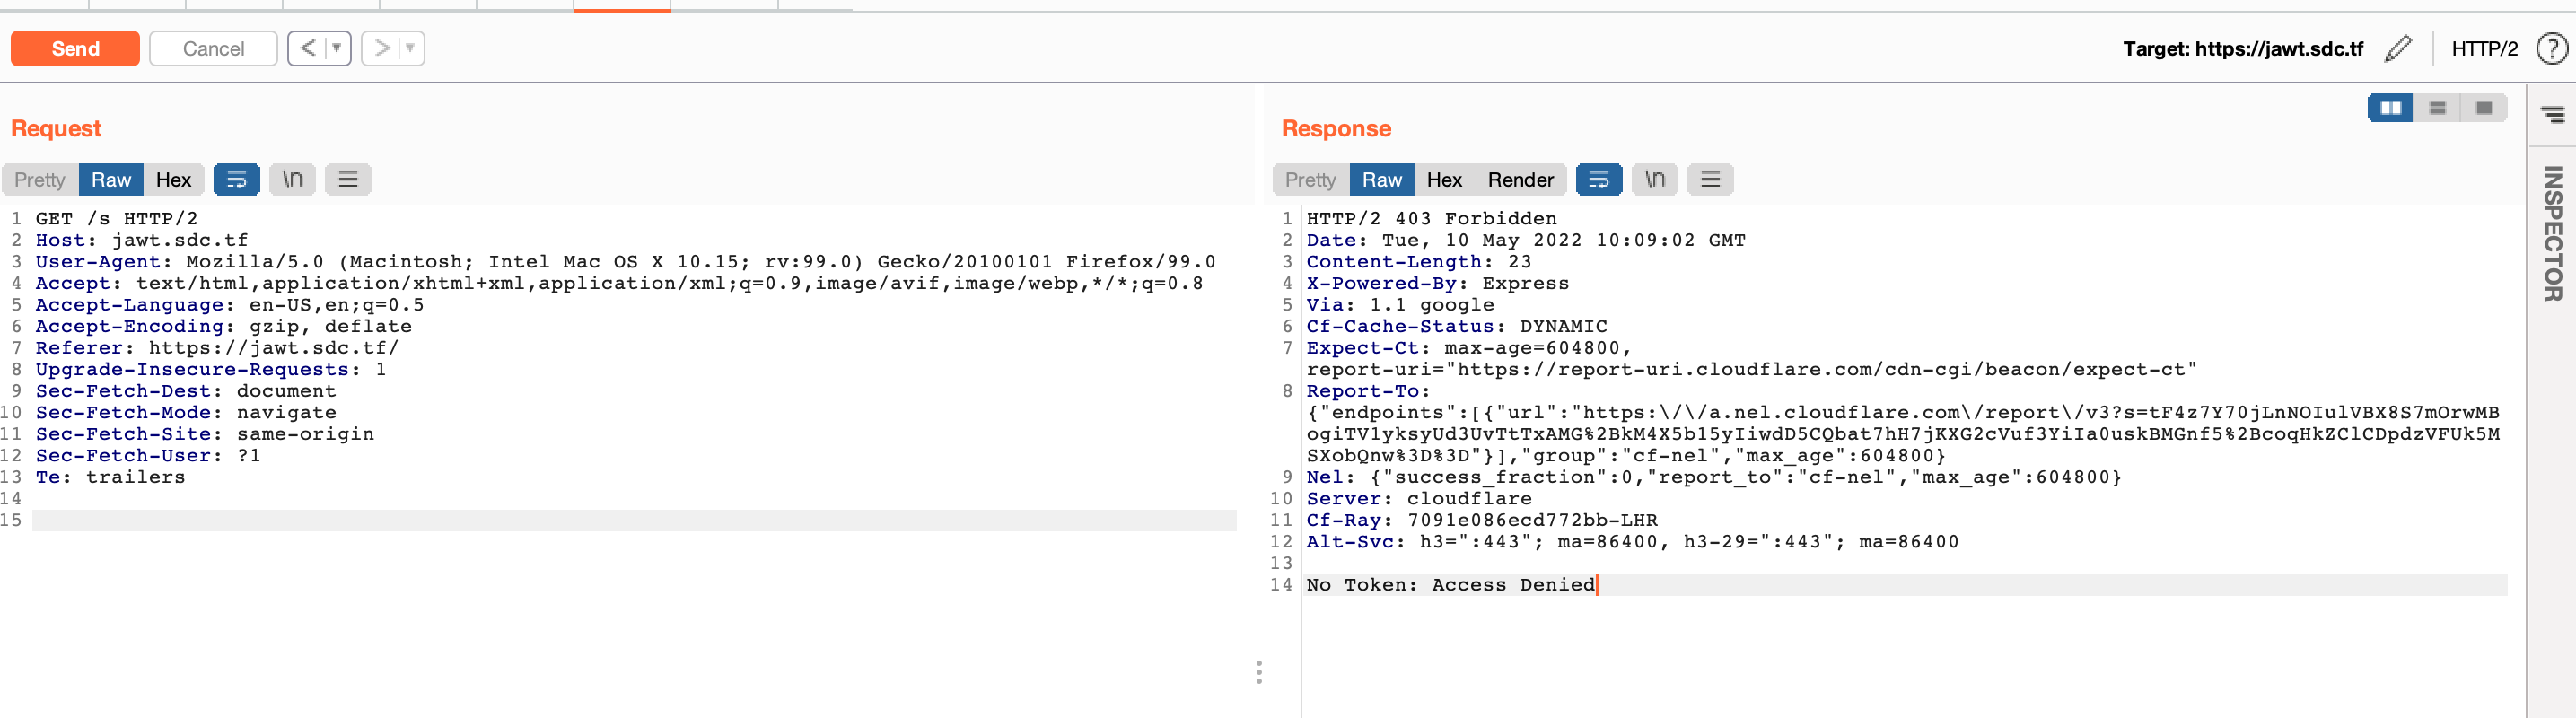 Send
Cancel
<
>
Target: https://jawt.sdc.tf
HTTP/2
?
Request
Pretty
Raw
Hex
\n
1 GET /s HTTP/2
2 Host: jawt.sdc.tf
3 User-Agent: Mozilla/5.0 (Macintosh; Intel Mac OS X 10.15; rv:99.0) Gecko/20100101 Firefox/99.0
4 Accept: text/html,application/xhtml+xml,application/xml;q=0.9,image/avif,image/webp,*/*;q=0.8
5 Accept-Language: en-US,en;q=0.5
6 Accept-Encoding: gzip, deflate
7 Referer: https://jawt.sdc.tf/
8 Upgrade-Insecure-Requests: 1
9 Sec-Fetch-Dest: document
10 Sec-Fetch-Mode: navigate
11 Sec-Fetch-Site: same-origin
12 Sec-Fetch-User: ?1
13 Te: trailers
14
15
Response
Pretty
Raw
Hex
Render
\n
1 HTTP/2 403 Forbidden
2 Date: Tue, 10 May 2022 10:09:02 GMT
3 Content-Length: 23
4 X-Powered-By: Express
5 Via: 1.1 google
6 Cf-Cache-Status: DYNAMIC
7 Expect-Ct: max-age=604800,
report-uri="https://report-uri.cloudflare.com/cdn-cgi/beacon/expect-ct"
8 Report-To:
{"endpoints":[{"url":"https:\/\/a.nel.cloudflare.com\/report\/v3?s=tF4z7Y70jLnNOIulVBX8S7mOrwMB
ogiTV1yksyUd3UvTtTxAMG%2BkM4X5b15yIiwdD5CQbat7hH7jKXG2cVuf3YiIa0uskBMGnf5%2BcoqHkZClCDpdzVFUk5M
SXobQnw%3D%3D"}],"group":"cf-nel","max_age":604800}
9 Nel: {"success_fraction":0,"report_to":"cf-nel","max_age":604800}
10 Server: cloudflare
11 Cf-Ray: 7091e086ecd772bb-LHR
12 Alt-Svc: h3=":443"; ma=86400, h3-29=":443"; ma=86400
13
14 No Token: Access Denied
INSPECTOR